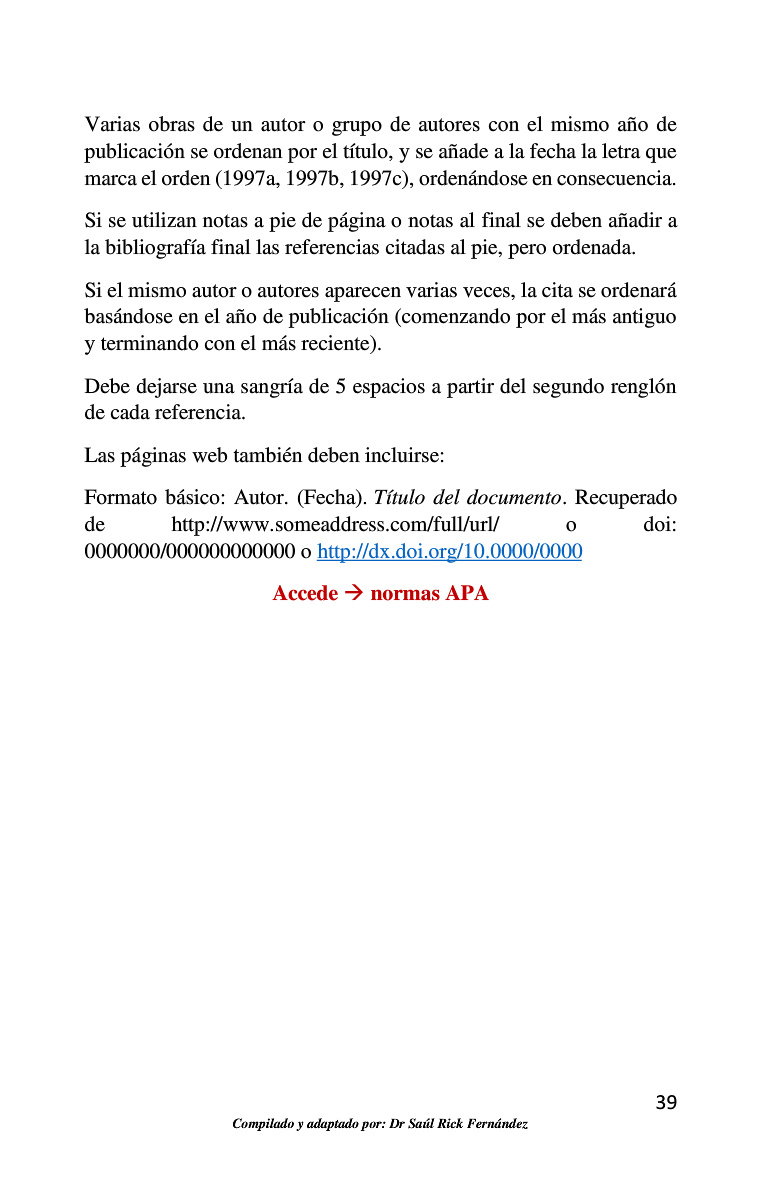 Varias obras de un autor o grupo de autores con el mismo año de
publicación se ordenan por el título, y se añade a la fecha la letra que
marca el orden (1997a, 1997b, 1997c), ordenándose en consecuencia.
Si se utilizan notas a pie de página o notas al final se deben añadir a
la bibliografía final las referencias citadas al pie, pero ordenada.
Si el mismo autor o autores aparecen varias veces, la cita se ordenará
basándose en el año de publicación (comenzando por el más antiguo
y terminando con el más reciente).
Debe dejarse una sangría de 5 espacios a partir del segundo renglón
de cada referencia.
Las páginas web también deben incluirse:
Formato básico: Autor. (Fecha). Título del documento. Recuperado
de http://www.someaddress.com/full/url/ o doi:
0000000/000000000000 o http://dx.doi.org/10.0000/0000
Accede → normas APA
39
Compilado y adaptado por: Dr Saúl Rick Fernández